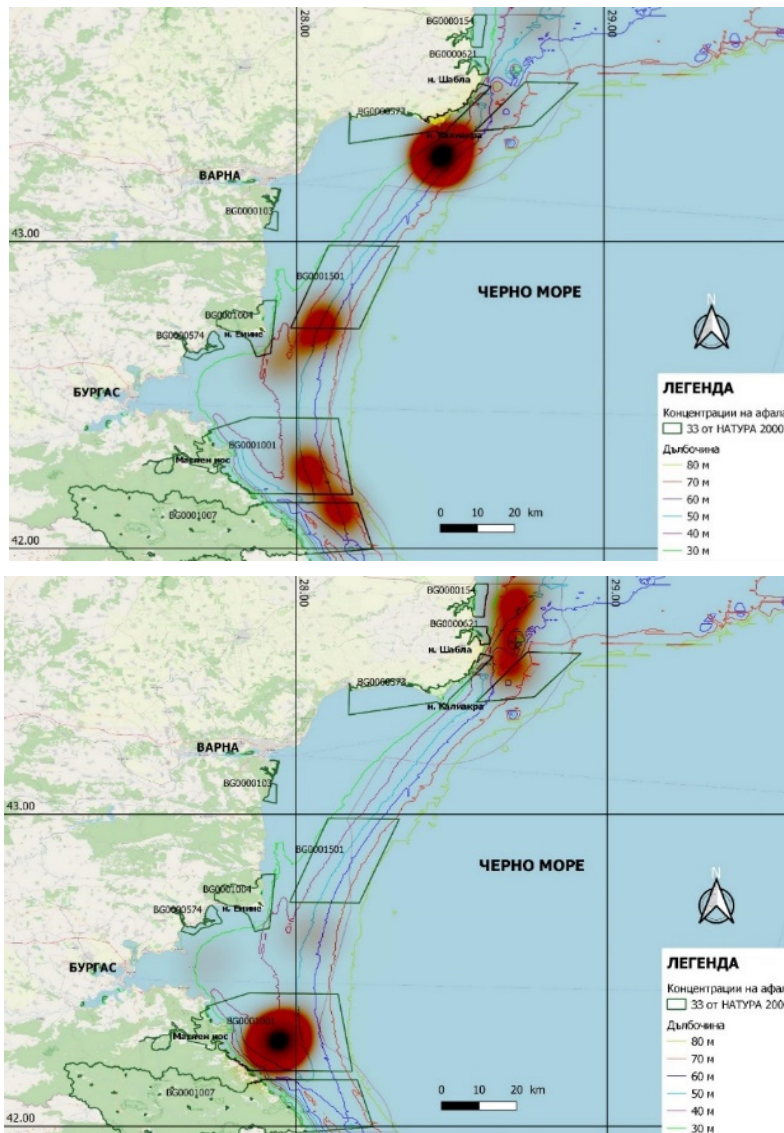 28.00
29.00
BG0000154
BG0000621
н. Шабла
BG0000573
н. Калиакра
ВАРНА
BG0000103
43.00
BG0001501
ЧЕРНО МОРЕ
N
BG0001004
н. Емине
BG0000574
БУРГАС
BG0001001
Маслен нос
BG0001007
42.00
0 10 20 km
ЛЕГЕНДА
Концентрации на афала
ЗЗ от НАТУРА 2000
Дълбочина
80 м
70 м
60 м
50 м
40 м
30 м
28.00
29.00
BG0000154
BG0000621
н. Шабла
BG0000573
н. Калиакра
ВАРНА
BG0000103
43.00
BG0001501
ЧЕРНО МОРЕ
N
BG0001004
н. Емине
BG0000574
БУРГАС
BG0001001
Маслен нос
BG0001007
42.00
0 10 20 km
ЛЕГЕНДА
Концентрации на афал
ЗЗ от НАТУРА 200
Дълбочина
80 м
70 м
60 м
50 м
40 м
30 м